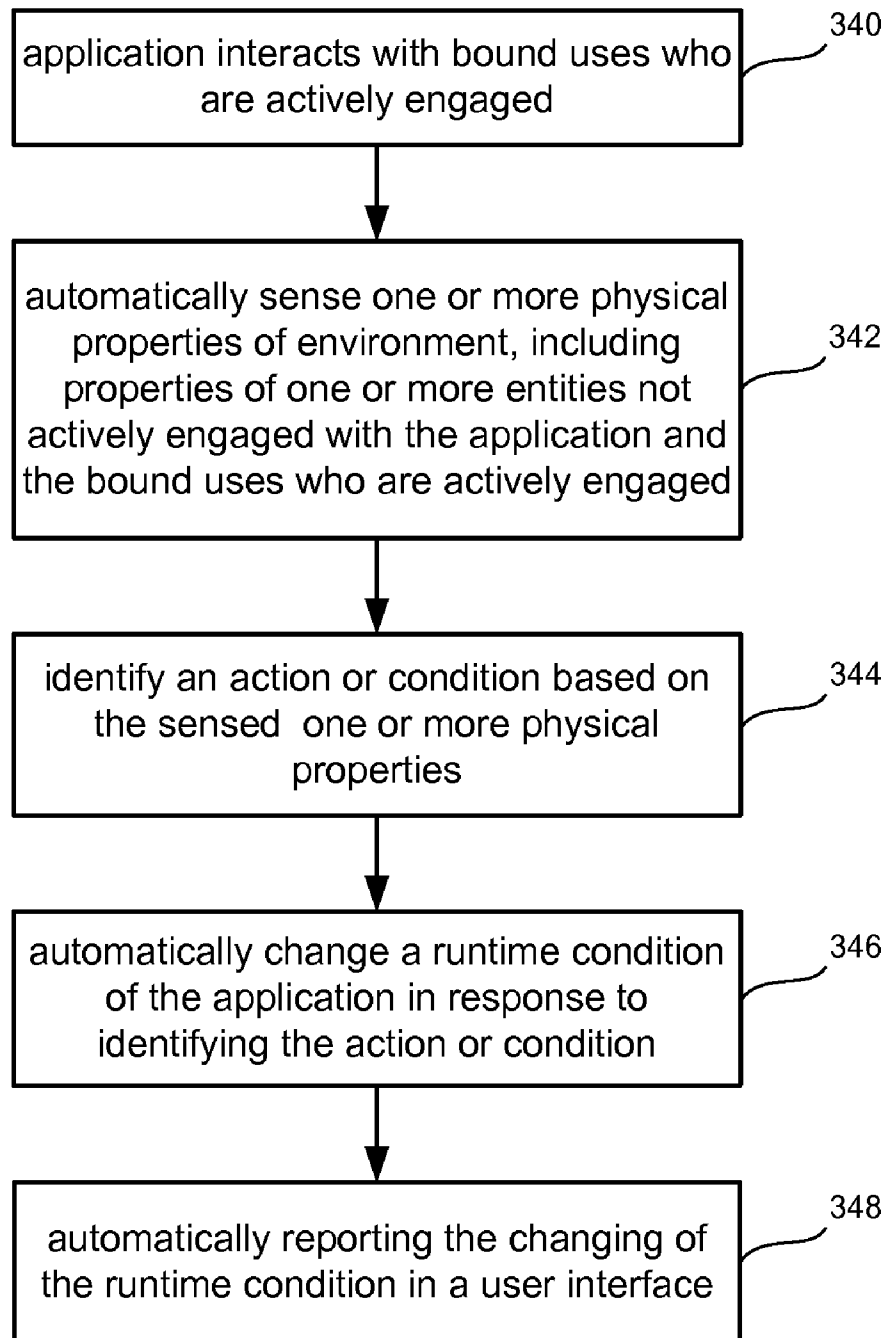 application interacts with bound uses who
are actively engaged
340
automatically sense one or more physical
properties of environment, including
properties of one or more entities not
actively engaged with the application and
the bound uses who are actively engaged
342
identify an action or condition based on
the sensed one or more physical
properties
344
automatically change a runtime condition
of the application in response to
identifying the action or condition
346
automatically reporting the changing of
the runtime condition in a user interface
348